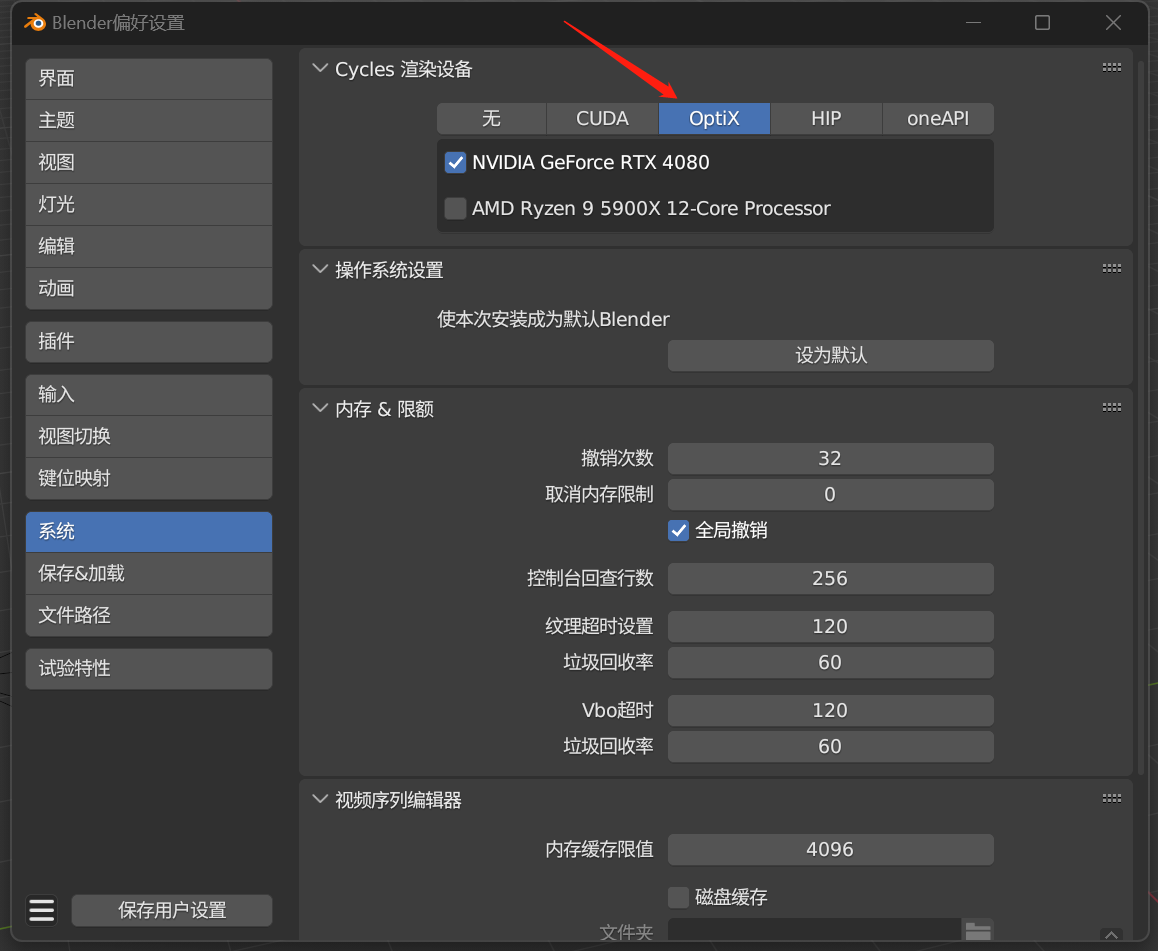 Blender偏好设置
界面
主题
视图
灯光
编辑
动画
插件
输入
视图切换
键位映射
系统
保存&加载
文件路径
试验特性
保存用户设置
Cycles 渲染设备
无 CUDA OptiX HIP oneAPI
NVIDIA GeForce RTX 4080
AMD Ryzen 9 5900X 12-Core Processor
操作系统设置
使本次安装成为默认Blender
设为默认
内存 & 限额
撤销次数 32
取消内存限制 0
全局撤销
控制台回查行数 256
纹理超时设置 120
垃圾回收率 60
Vbo超时 120
垃圾回收率 60
视频序列编辑器
内存缓存限值 4096
磁盘缓存
文件夹